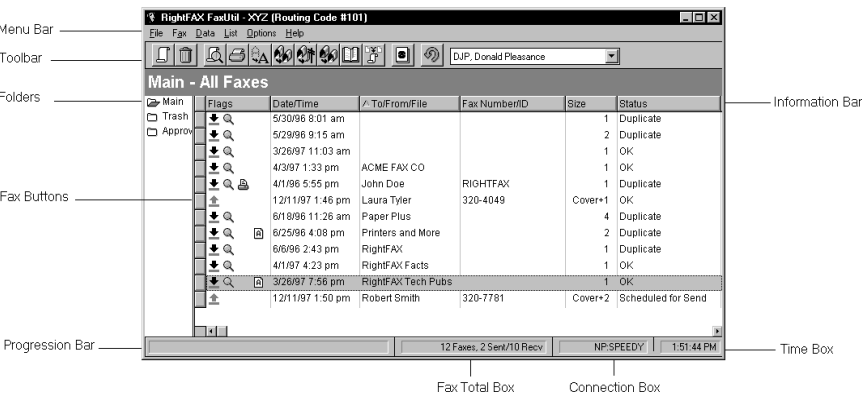 RightFAX FaxUtil - XYZ (Routing Code #101)
Menu Bar
File Fax Data List Options Help
Toolbar
DJP, Donald Pleasance
Main - All Faxes
Folders
Main
Trash
Approv
Flags Date/Time To/From/File Fax Number/ID Size Status
Information Bar
5/30/96 8:01 am 1 Duplicate
5/29/96 9:15 am 2 Duplicate
3/26/97 11:03 am 1 OK
4/3/97 1:33 pm ACME FAX CO 1 OK
4/1/96 5:55 pm John Doe RIGHTFAX 1 Duplicate
Fax Buttons
12/11/97 1:46 pm Laura Tyler 320-4049 Cover+1 OK
6/18/96 11:26 am Paper Plus 4 Duplicate
A 6/25/96 4:08 pm Printers and More 2 Duplicate
6/6/96 2:43 pm RightFAX 1 Duplicate
4/1/97 4:23 pm RightFAX Facts 1 OK
A 3/26/97 7:56 pm RightFAX Tech Pubs 1 OK
12/11/97 1:50 pm Robert Smith 320-7781 Cover+2 Scheduled for Send
Progression Bar
12 Faxes, 2 Sent/10 Recv NP:SPEEDY 1:51:44 PM
Time Box
Fax Total Box
Connection Box